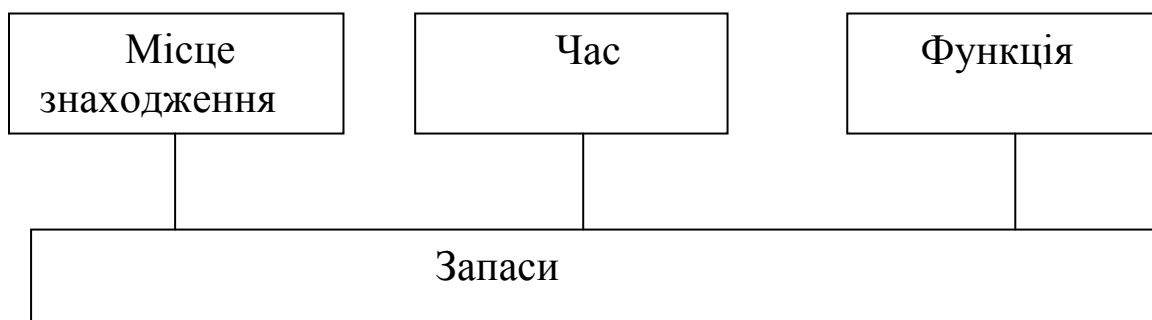 Місце
знаходження
Час
Функція
Запаси